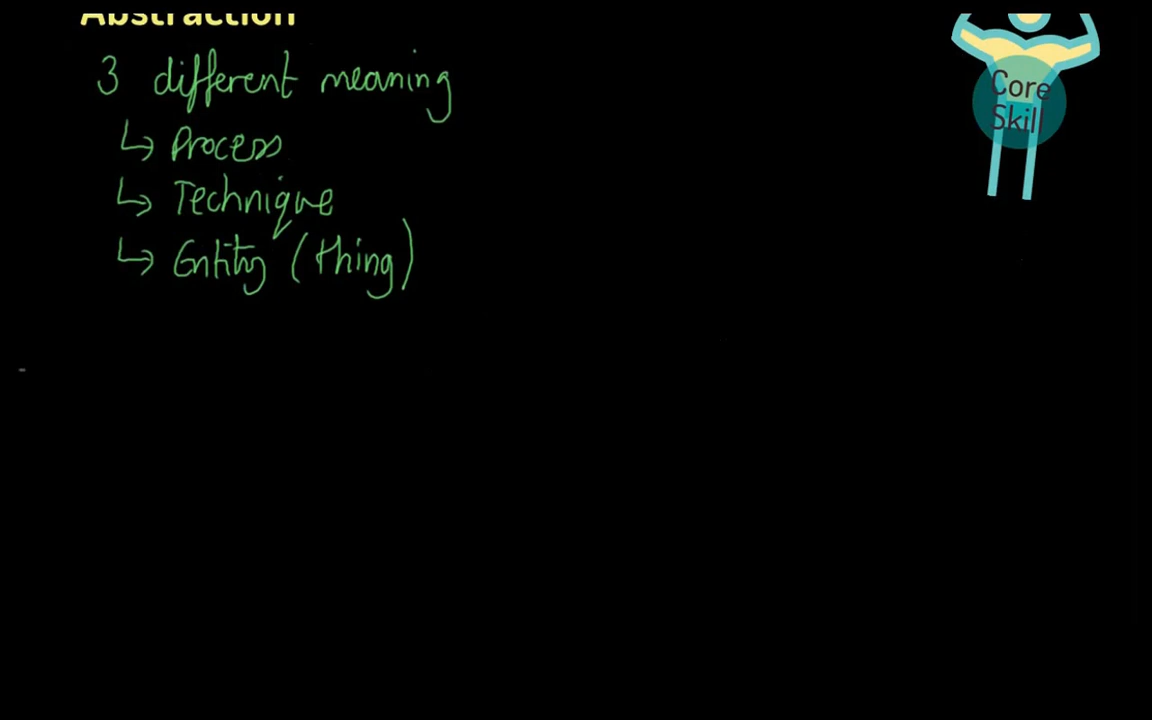 Abstraction
3 different meaning
↳ Process
↳ Technique
↳ Entity (thing)
Core
Skill